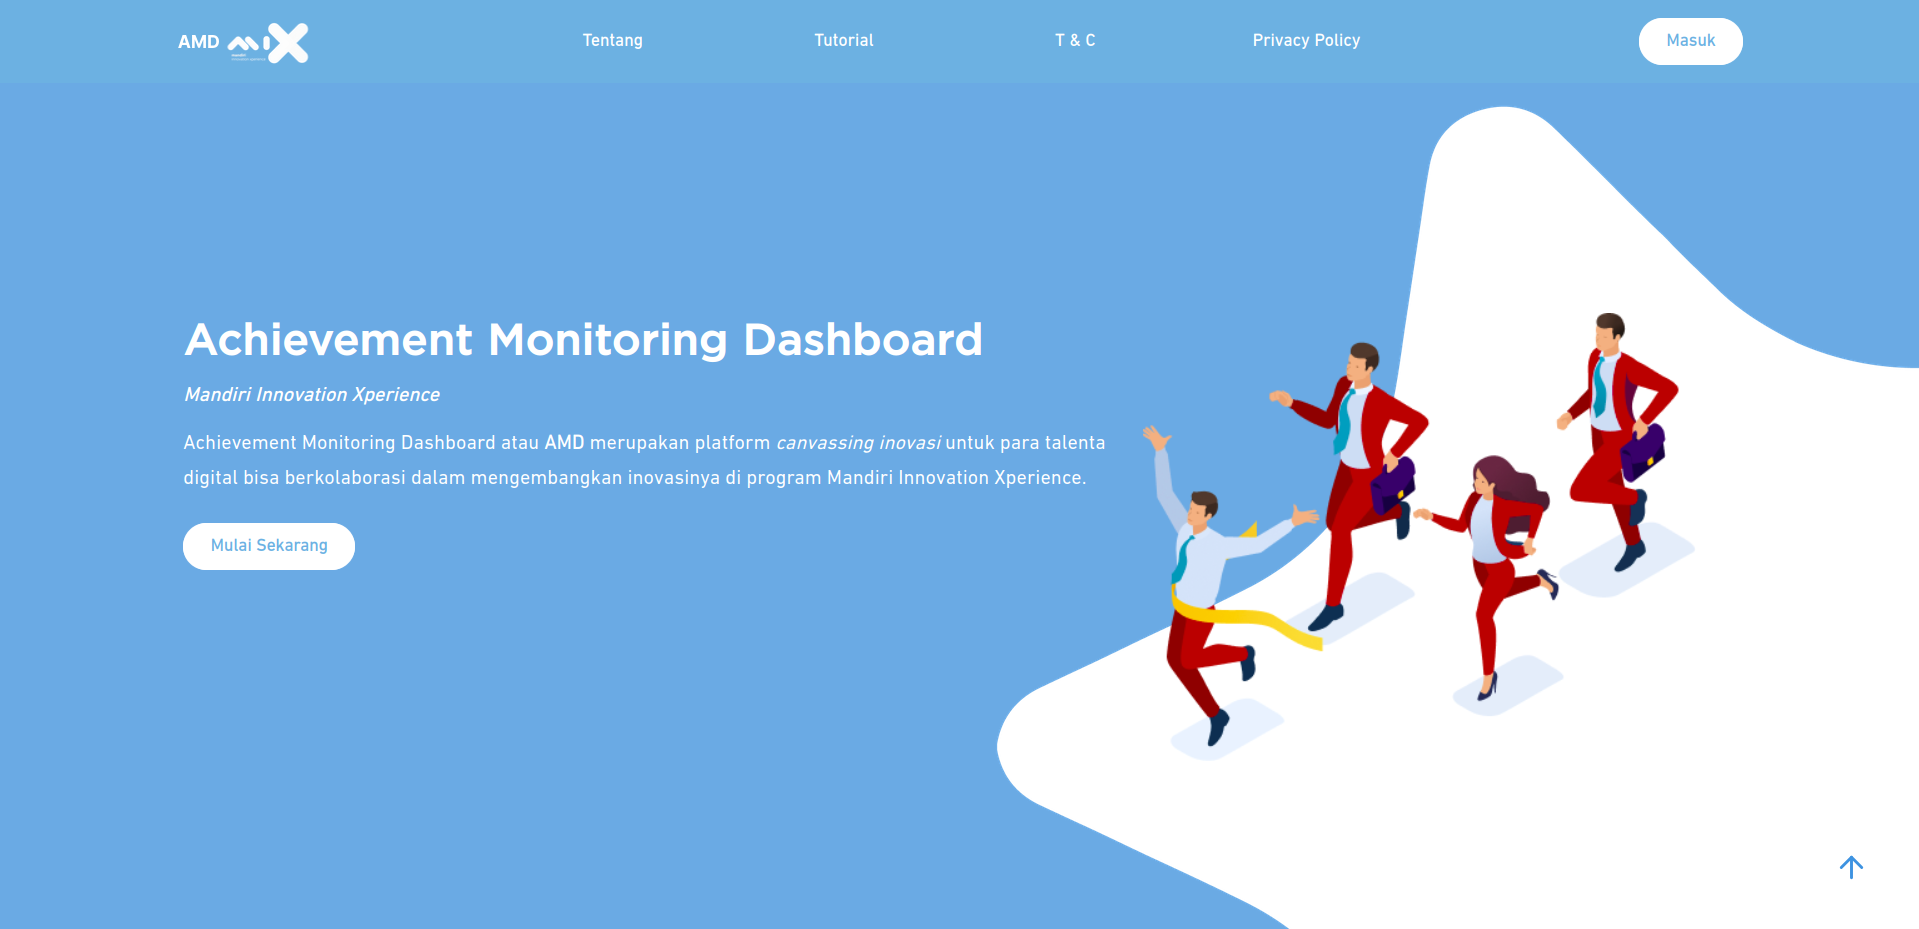 AMD miX
Tentang
Tutorial
T & C
Privacy Policy
Masuk
Achievement Monitoring Dashboard
Mandiri Innovation Xperience
Achievement Monitoring Dashboard atau AMD merupakan platform canvassing inovasi untuk para talenta
digital bisa berkolaborasi dalam mengembangkan inovasinya di program Mandiri Innovation Xperience.
Mulai Sekarang